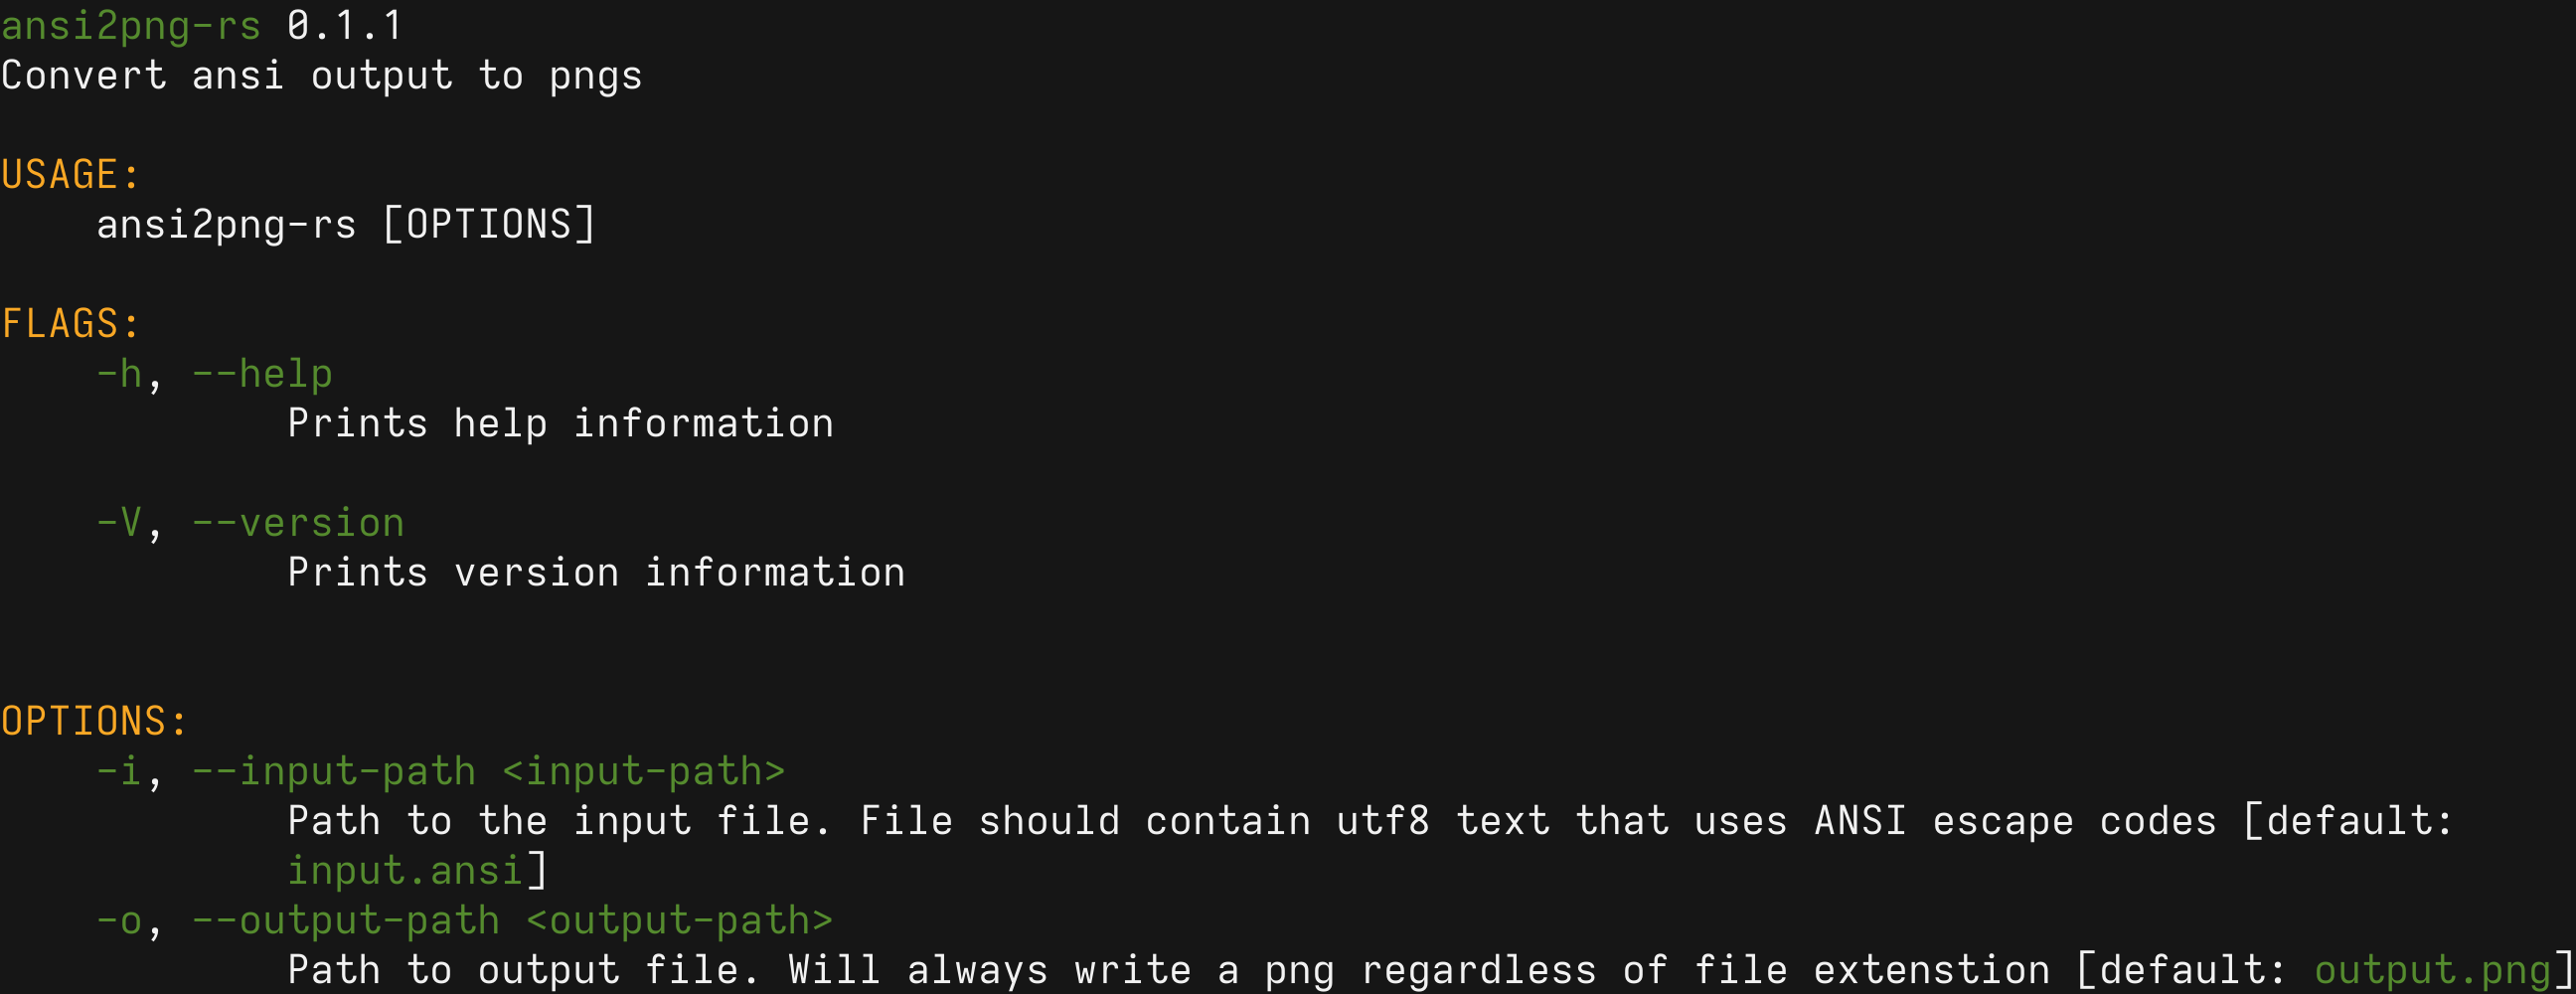 ansi2png-rs 0.1.1
Convert ansi output to pngs
USAGE:
ansi2png-rs [OPTIONS]
FLAGS:
-h, --help
Prints help information
-V, --version
Prints version information
OPTIONS:
-i, --input-path <input-path>
Path to the input file. File should contain utf8 text that uses ANSI escape codes [default:
input.ansi]
-o, --output-path <output-path>
Path to output file. Will always write a png regardless of file extenstion [default: output.png]